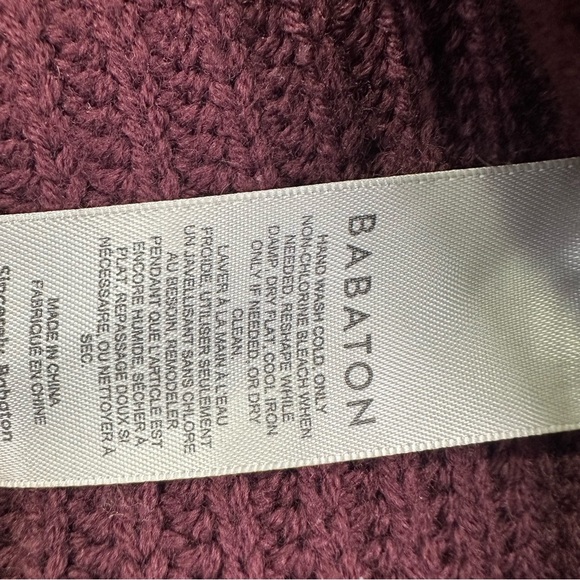 BABATON
HAND WASH COLD, ONLY
NON-CHLORINE BLEACH WHEN
NEEDED, RESHAPE WHILE
DAMP, DRY FLAT, COOL IRON
ONLY IF NEEDED, OR DRY
CLEAN.
LAVER À LA MAIN À L'EAU
FROIDE, UTILISER SEULEMENT
UN JAVELLISANT SANS CHLORE
AU BESOIN, REMODELER
PENDANT QUE L'ARTICLE EST
ENCORE HUMIDE, SÉCHER À
PLAT, REPASSAGE DOUX SI
NÉCESSAIRE, OU NETTOYER À
SEC.
MADE IN CHINA
FABRIQUÉ EN CHINE
Sincerely, Babaton